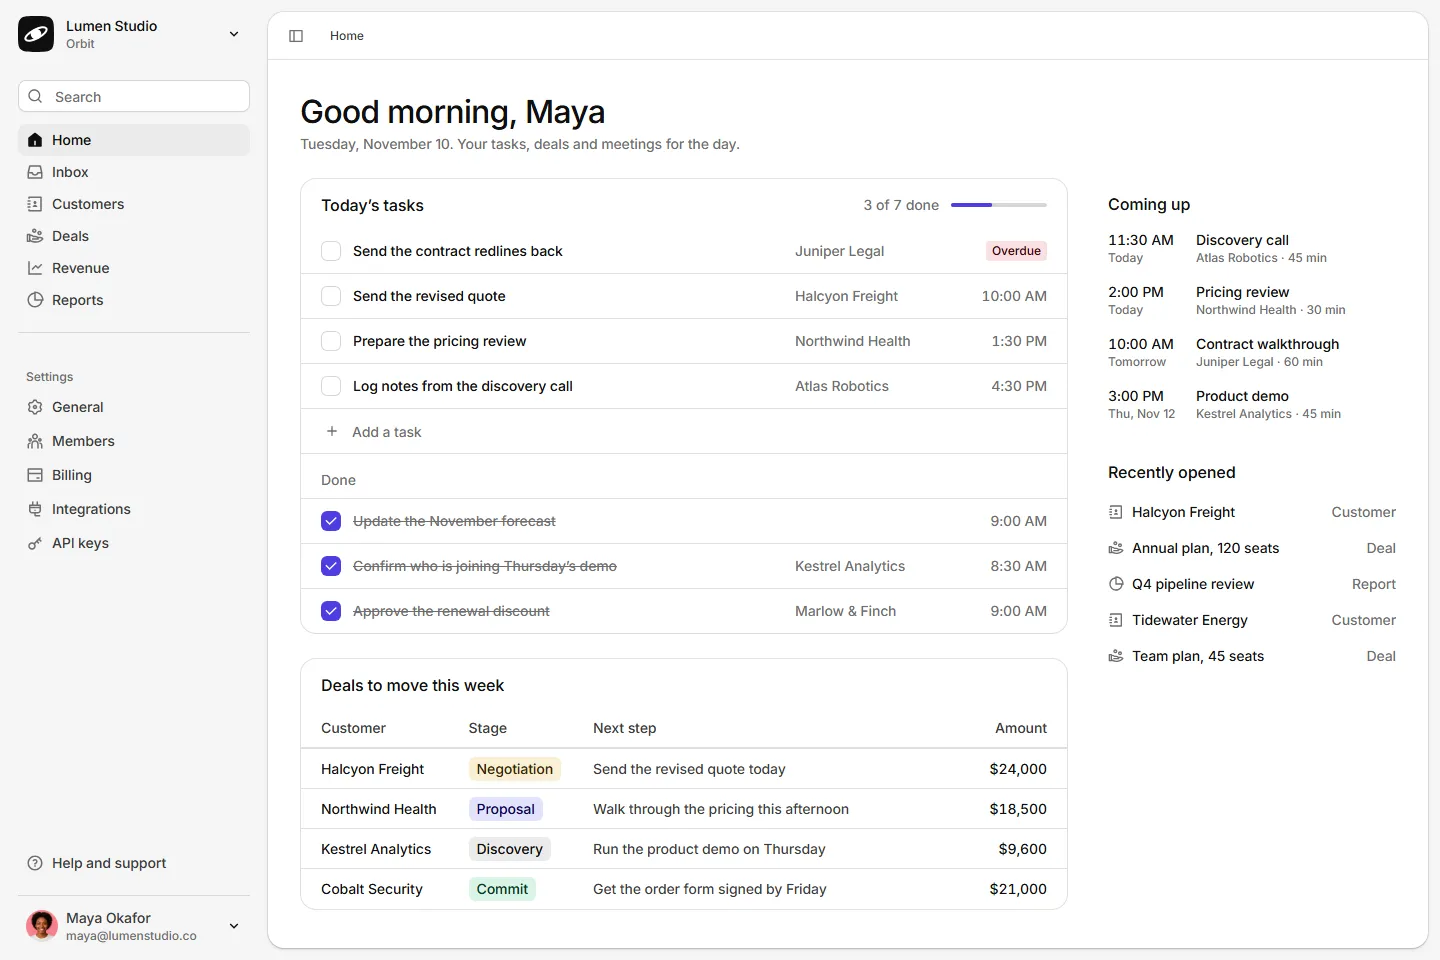 Lumen Studio
Orbit
Search
Home
Inbox
Customers
Deals
Revenue
Reports
Settings
General
Members
Billing
Integrations
API keys
Help and support
Maya Okafor
maya@lumenstudio.co
Home
Good morning, Maya
Tuesday, November 10. Your tasks, deals and meetings for the day.
Today’s tasks 3 of 7 done
Send the contract redlines back Juniper Legal Overdue
Send the revised quote Halcyon Freight 10:00 AM
Prepare the pricing review Northwind Health 1:30 PM
Log notes from the discovery call Atlas Robotics 4:30 PM
Add a task
Done
Update the November forecast 9:00 AM
Confirm who is joining Thursday’s demo Kestrel Analytics 8:30 AM
Approve the renewal discount Marlow & Finch 9:00 AM
Deals to move this week
Customer Stage Next step Amount
Halcyon Freight Negotiation Send the revised quote today $24,000
Northwind Health Proposal Walk through the pricing this afternoon $18,500
Kestrel Analytics Discovery Run the product demo on Thursday $9,600
Cobalt Security Commit Get the order form signed by Friday $21,000
Coming up
11:30 AM Discovery call
Today Atlas Robotics · 45 min
2:00 PM Pricing review
Today Northwind Health · 30 min
10:00 AM Contract walkthrough
Tomorrow Juniper Legal · 60 min
3:00 PM Product demo
Thu, Nov 12 Kestrel Analytics · 45 min
Recently opened
Halcyon Freight Customer
Annual plan, 120 seats Deal
Q4 pipeline review Report
Tidewater Energy Customer
Team plan, 45 seats Deal